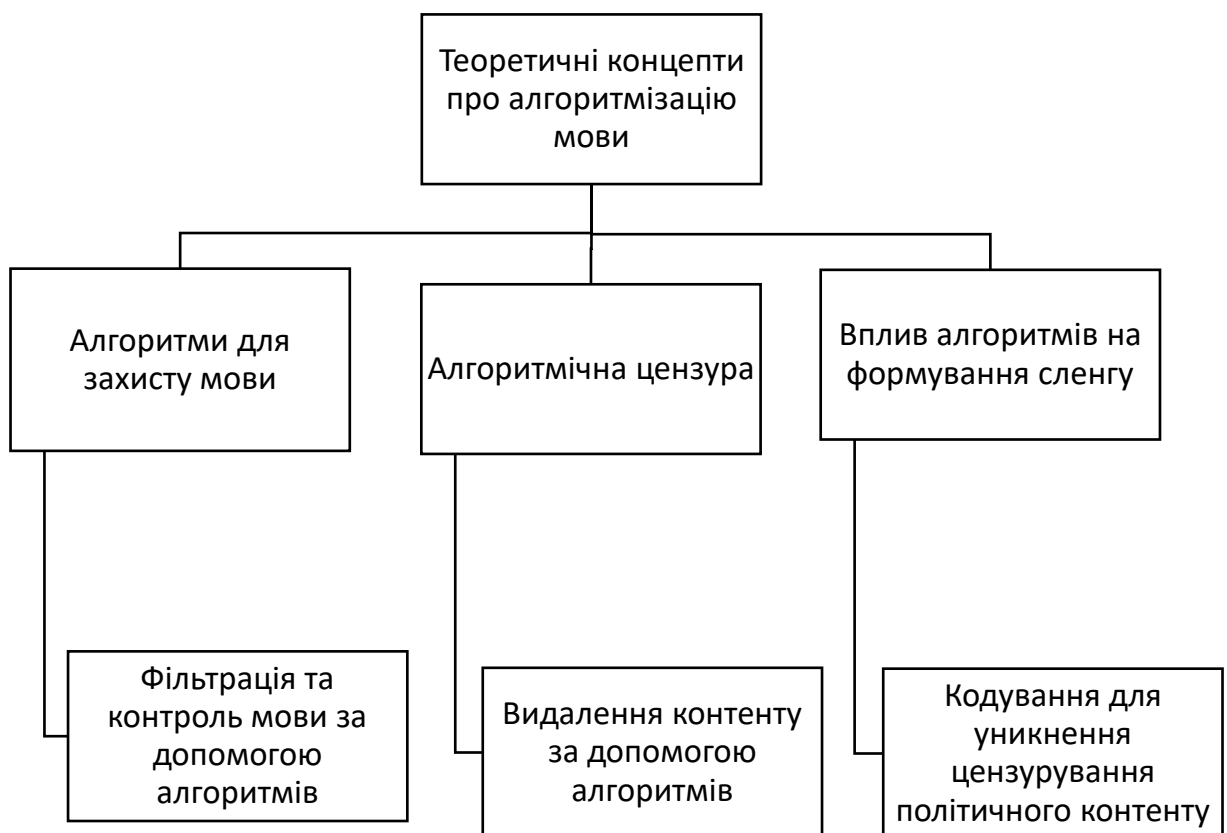 Теоретичні концепти
про алгоритмізацію
мови
Алгоритми для
захисту мови
Алгоритмічна цензура
Вплив алгоритмів на
формування сленгу
Фільтрація та
контроль мови за
допомогою
алгоритмів
Видалення контенту
за допомогою
алгоритмів
Кодування для
уникнення
цензурування
політичного контенту